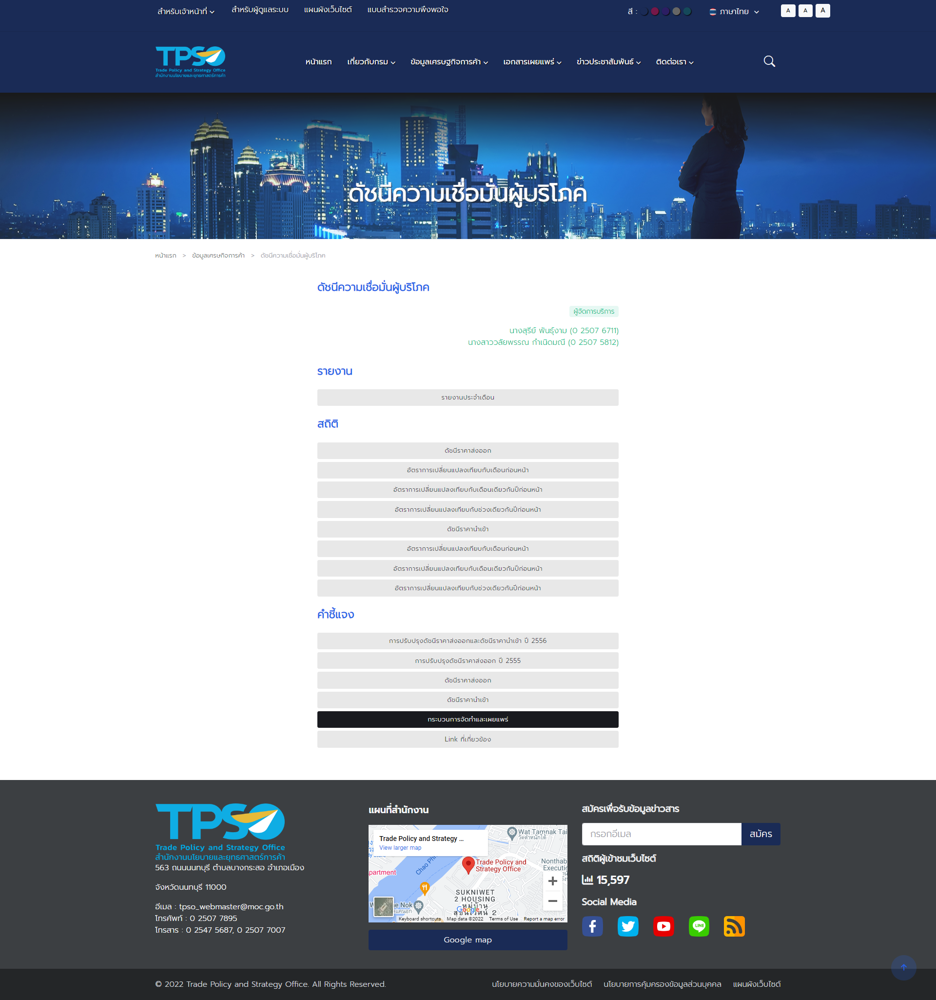 สำหรับเจ้าหน้าที่ สำหรับผู้ดูแลระบบ แผนผังเว็บไซต์ แบบสำรวจความพึงพอใจ สี : ภาษาไทย A A A
TPSO
Trade Policy and Strategy Office
สำนักงานนโยบายและยุทธศาสตร์การค้า
หน้าแรก เกี่ยวกับกรม ข้อมูลเศรษฐกิจการค้า เอกสารเผยแพร่ ข่าวประชาสัมพันธ์ ติดต่อเรา
ดัชนีความเชื่อมั่นผู้บริโภค
หน้าแรก > ข้อมูลเศรษกิจการค้า > ดัชนีความเชื่อมั่นผู้บริโภค
ดัชนีความเชื่อมั่นผู้บริโภค
ผู้จัดการบริการ
นางสุรีย์ พันธุ์งาม (0 2507 6711)
นางสาววลัยพรรณ กำเนิดมณี (0 2507 5812)
รายงาน
รายงานประจำเดือน
สถิติ
ดัชนีราคาส่งออก
อัตราการเปลี่ยนแปลงเทียบกับเดือนก่อนหน้า
อัตราการเปลี่ยนแปลงเทียบกับเดือนเดียวกันปีก่อนหน้า
อัตราการเปลี่ยนแปลงเทียบกับช่วงเดียวกันปีก่อนหน้า
ดัชนีราคานำเข้า
อัตราการเปลี่ยนแปลงเทียบกับเดือนก่อนหน้า
อัตราการเปลี่ยนแปลงเทียบกับเดือนเดียวกันปีก่อนหน้า
อัตราการเปลี่ยนแปลงเทียบกับช่วงเดียวกันปีก่อนหน้า
คำชี้แจง
การปรับปรุงดัชนีราคาส่งออกและดัชนีราคานำเข้า ปี 2556
การปรับปรุงดัชนีราคาส่งออก ปี 2555
ดัชนีราคาส่งออก
ดัชนีราคานำเข้า
กระบวนการจัดทำและเผยแพร่
Link ที่เกี่ยวข้อง
TPSO
Trade Policy and Strategy Office
สำนักงานนโยบายและยุทธศาสตร์การค้า
563 ถนนนนทบุรี ตำบลบางกระสอ อำเภอเมือง
จังหวัดนนทบุรี 11000
อีเมล : tpso_webmaster@moc.go.th
โทรศัพท์ : 0 2507 7895
โทรสาร : 0 2547 5687, 0 2507 7007
แผนที่สำนักงาน
Trade Policy and Strategy ...
View larger map
Wat Tamnak Tai
วัดตำหนักใต้
Chao Phr
Trade Policy and
Strategy Office
Nonthab
Executig
partment
SUKNIWET
2 HOUSING
หมู่บ้าน
Google
Keyboard shortcuts Map data ©2022 Terms of Use Report a map error
Google map
สมัครเพื่อรับข้อมูลข่าวสาร
กรอกอีเมล สมัคร
สถิติผู้เข้าชมเว็บไซต์
15,597
Social Media
LINE
© 2022 Trade Policy and Strategy Office. All Rights Reserved. นโยบายความมั่นคงของเว็บไซต์ นโยบายการคุ้มครองข้อมูลส่วนบุคคล แผนผังเว็บไซต์